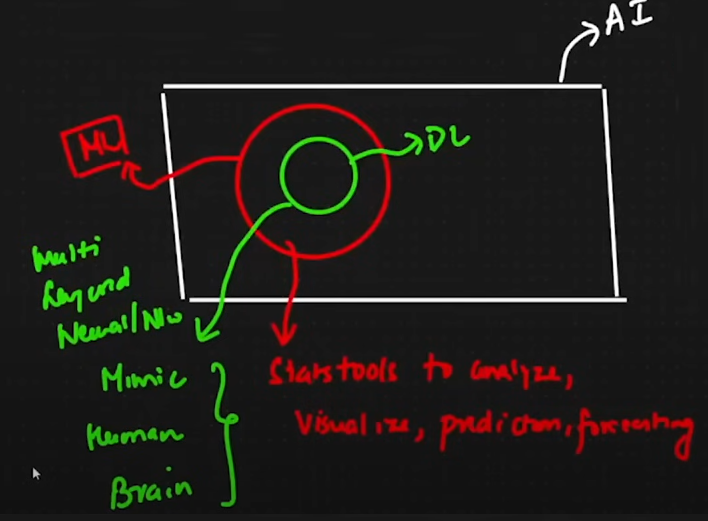 AI
ML
DL
Multi
Layered
Neural/NW
Mimic
Human
Brain
Stats tools to analyze,
Visualize, prediction, forecasting